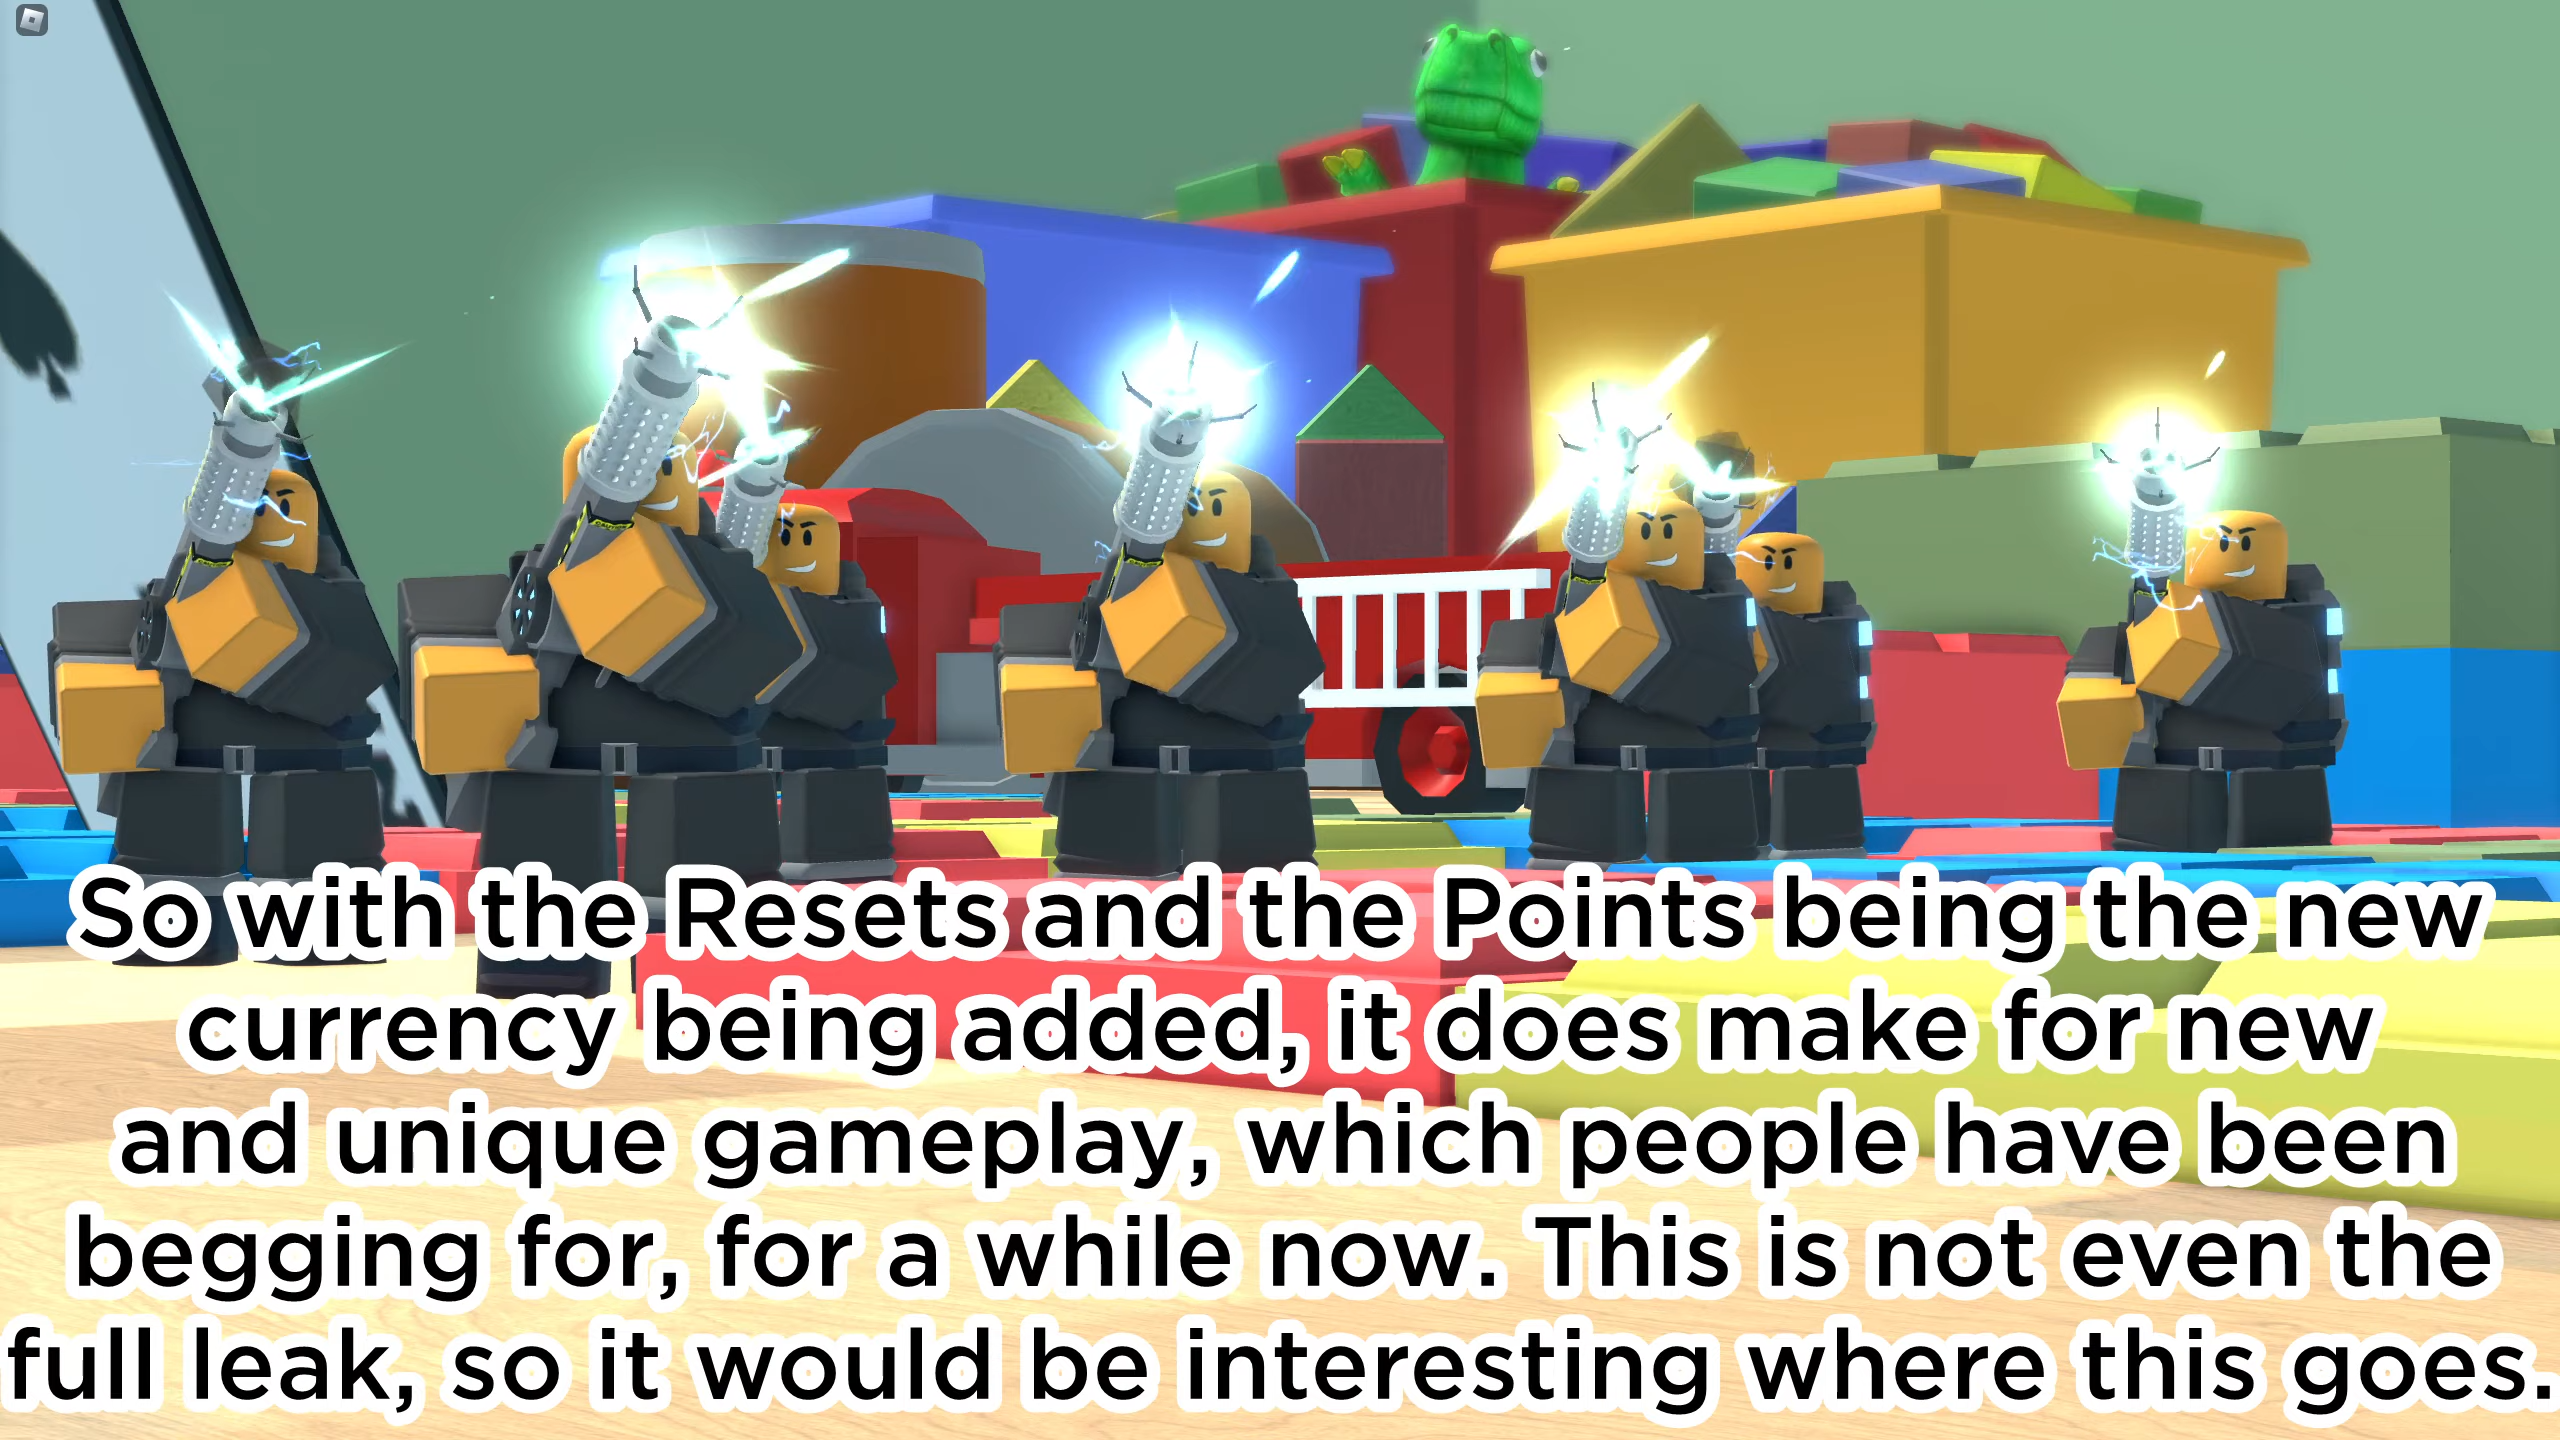 So with the Resets and the Points being the new
currency being added, it does make for new
and unique gameplay, which people have been
begging for, for a while now. This is not even the
full leak, so it would be interesting where this goes.